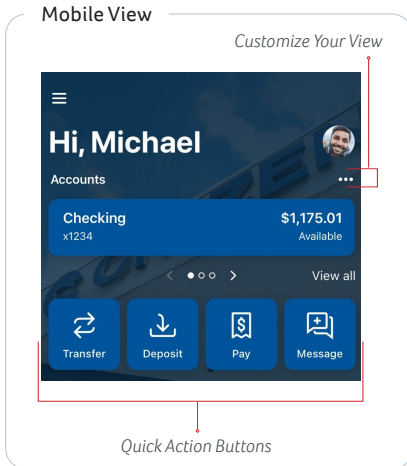 Mobile View
Customize Your View
Hi, Michael
Accounts
Checking $1,175.01
x1234 Available
View all
Transfer Deposit Pay Message
Quick Action Buttons